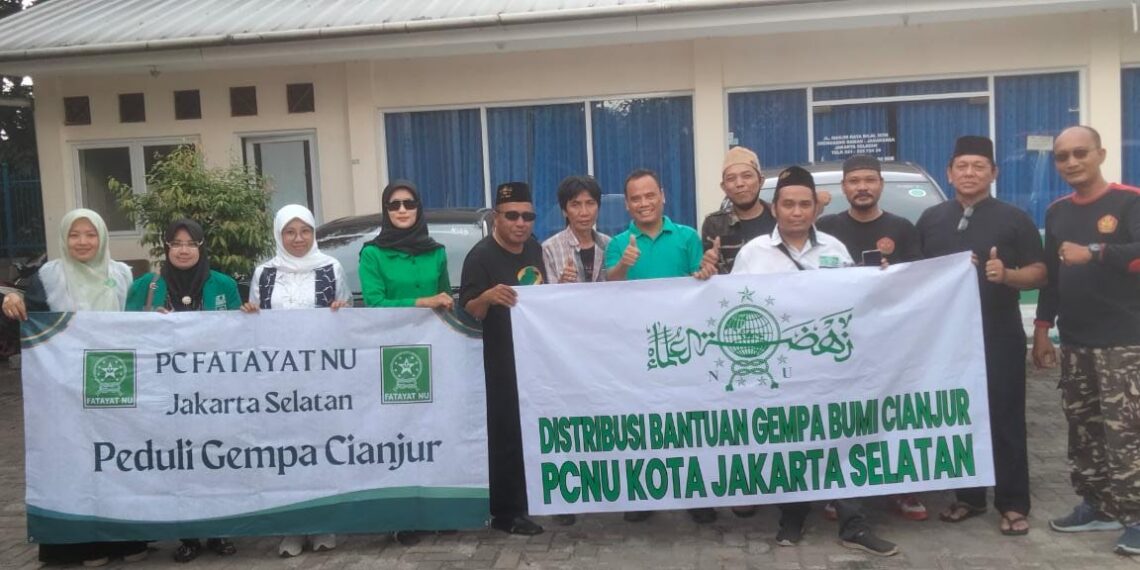 PC FATAYAT NU
Jakarta Selatan
Peduli Gempa Cianjur
FATAYAT NU
FATAYAT NU
نهضة العلماء
N U
DISTRIBUSI BANTUAN GEMPA BUMI CIANJUR
PCNU KOTA JAKARTA SELATAN
JAKARTA SELATAN